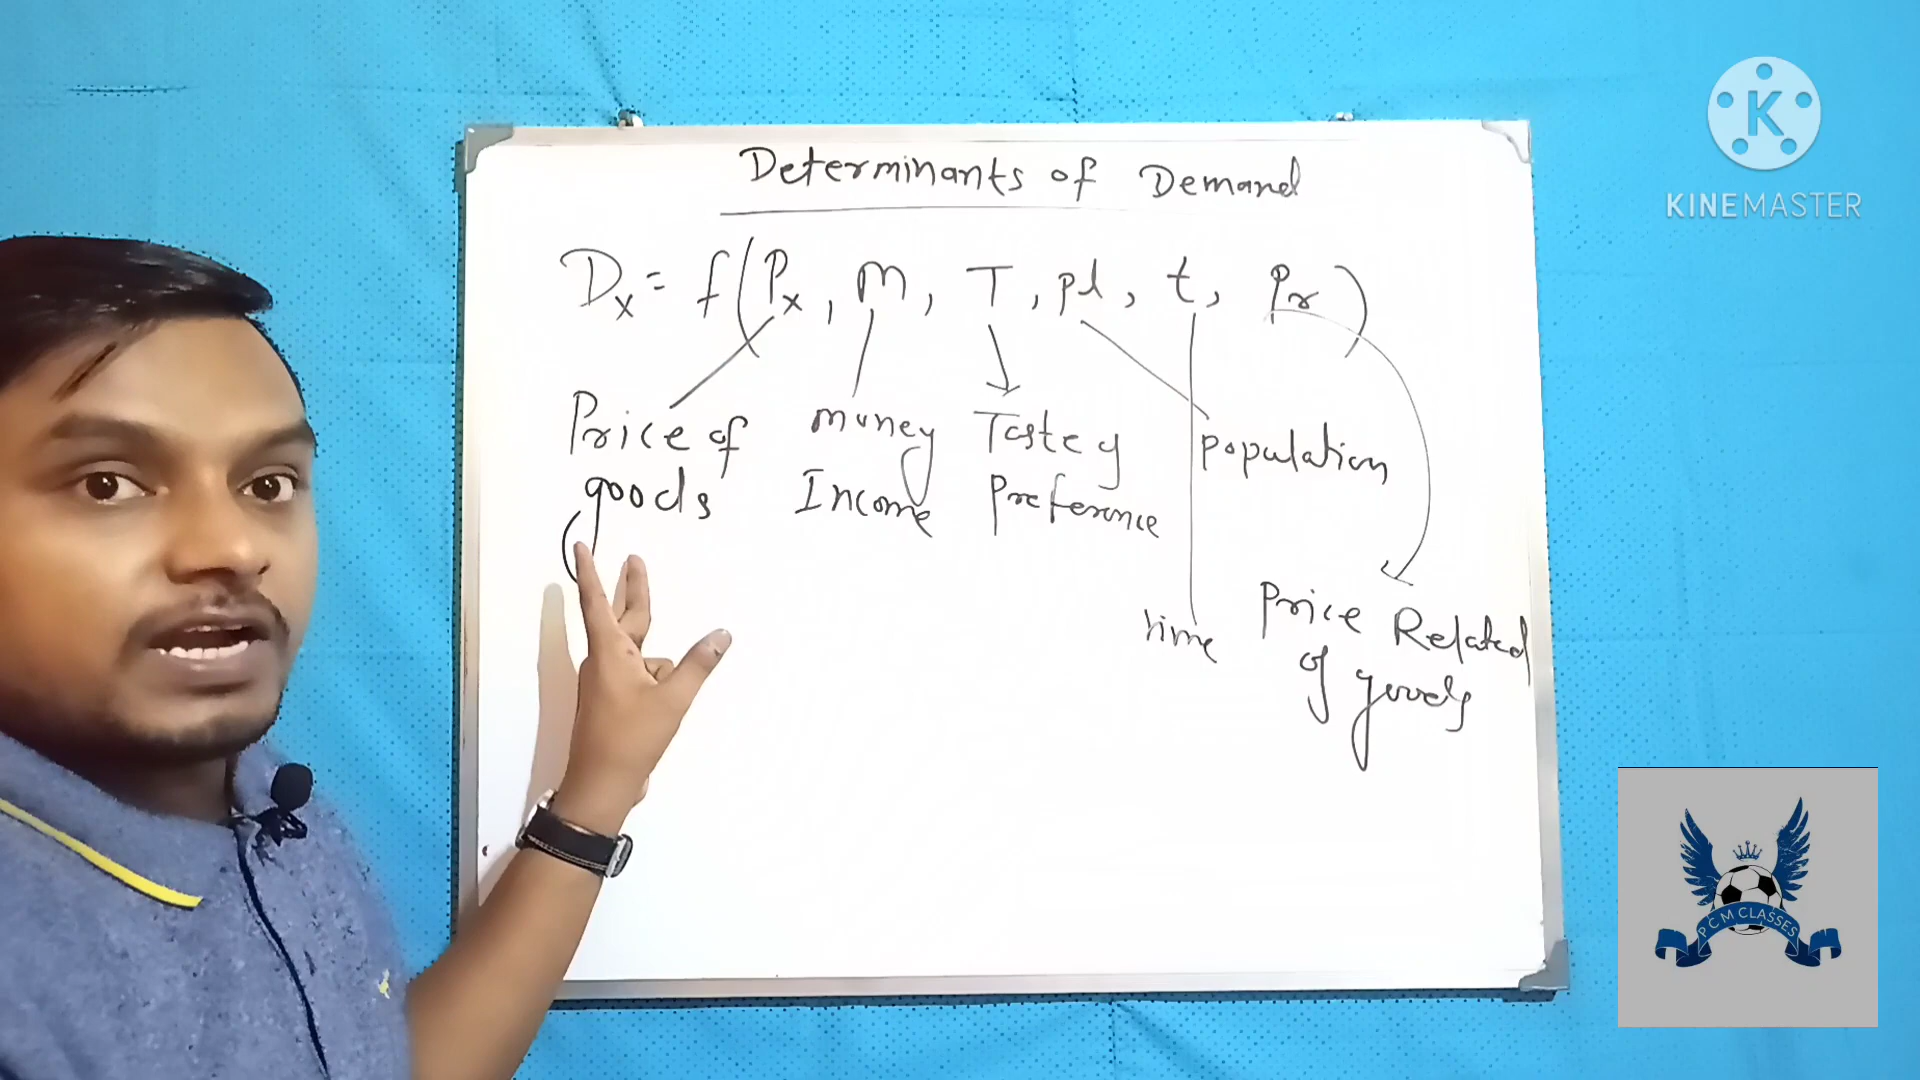 Determinants of Demand
Dx = f(Px, M, T, pl, t, Pr)
Price of
goods
money
Income
Taste y
Preference
population
time
Price Related
of goods
K
KINEMASTER
PCM CLASSES